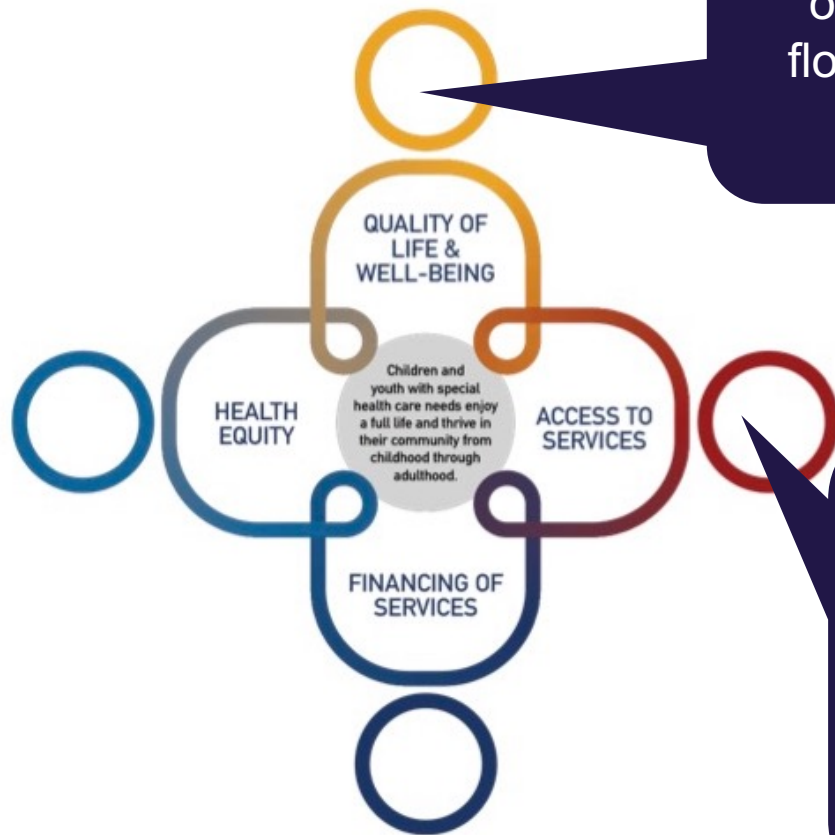 QUALITY OF
LIFE &
WELL-BEING
HEALTH
EQUITY
Children and
youth with special
health care needs enjoy
a full life and thrive in
their community from
childhood through
adulthood.
ACCESS TO
SERVICES
FINANCING OF
SERVICES